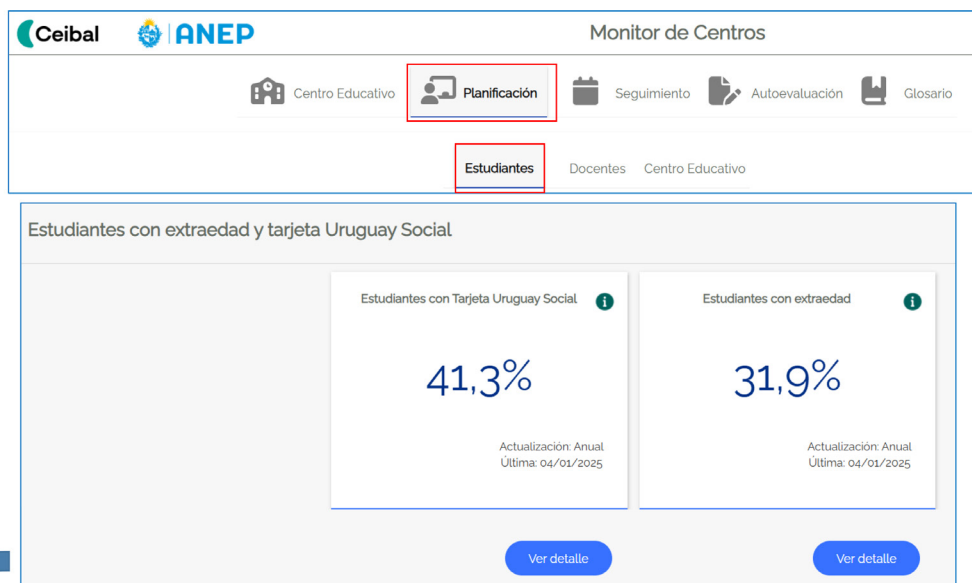 Ceibal ANEP Monitor de Centros
Centro Educativo Planificación Seguimiento Autoevaluación Glosario
Estudiantes Docentes Centro Educativo
Estudiantes con extraedad y tarjeta Uruguay Social
Estudiantes con Tarjeta Uruguay Social i
41,3%
Actualización: Anual
Última: 04/01/2025
Ver detalle
Estudiantes con extraedad i
31,9%
Actualización: Anual
Última: 04/01/2025
Ver detalle